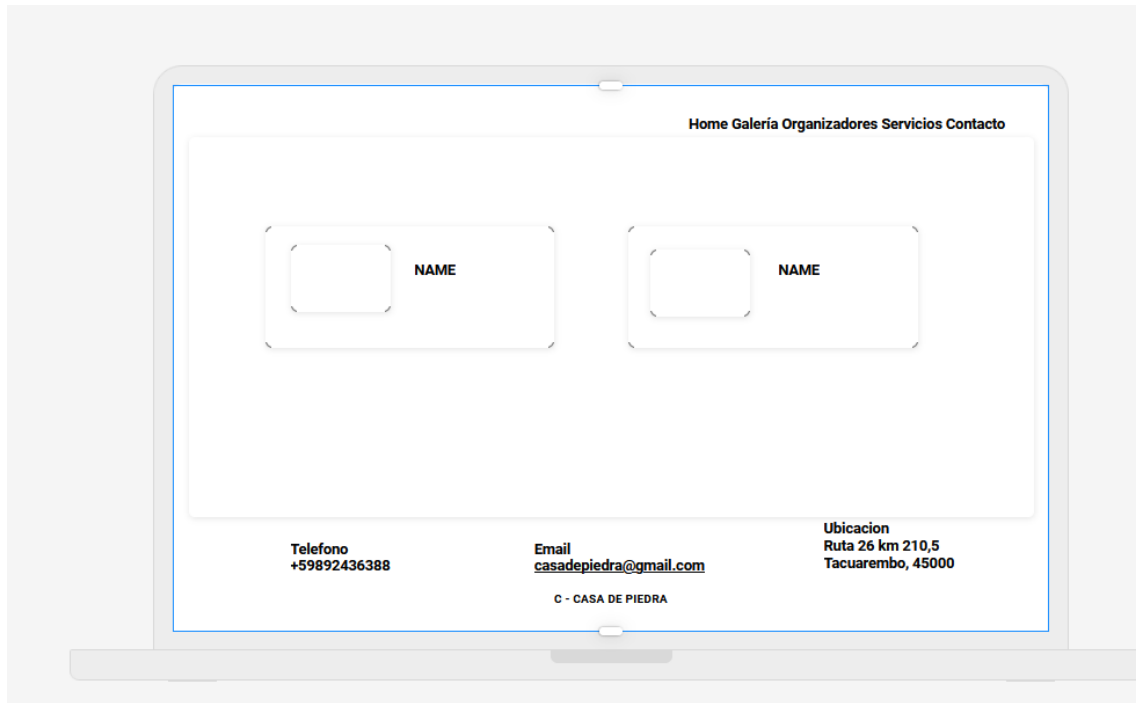 Home Galería Organizadores Servicios Contacto
NAME
NAME
Telefono
+59892436388
Email
casadepiedra@gmail.com
Ubicacion
Ruta 26 km 210,5
Tacuarembo, 45000
C - CASA DE PIEDRA